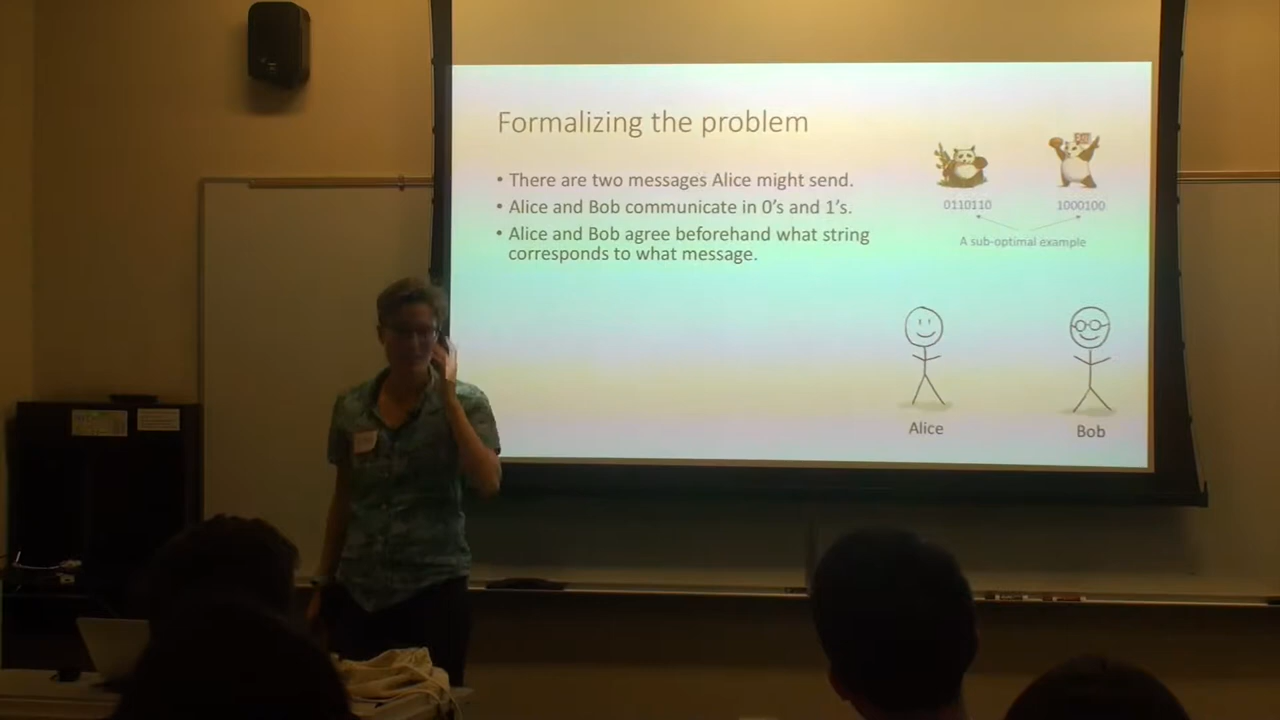 Formalizing the problem
• There are two messages Alice might send.
• Alice and Bob communicate in 0's and 1's.
• Alice and Bob agree beforehand what string
corresponds to what message.
0110110
1000100
A sub-optimal example
Alice
Bob